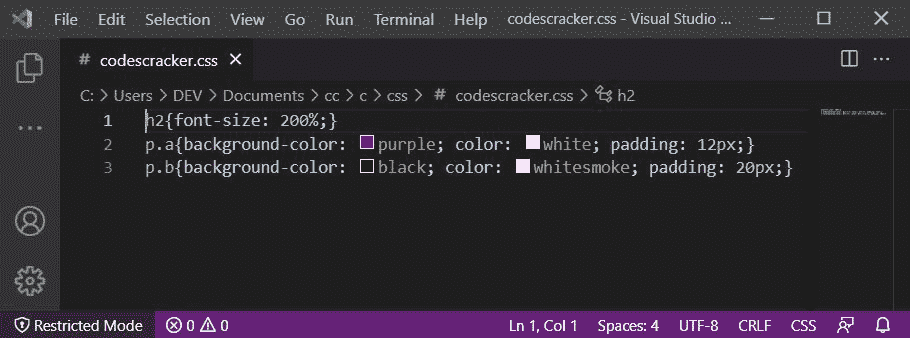 File Edit Selection View Go Run Terminal Help codescracker.css - Visual Studio ...
# codescracker.css
C: > Users > DEV > Documents > cc > c > css > # codescracker.css > h2
1 h2{font-size: 200%;}
2 p.a{background-color: purple; color: white; padding: 12px;}
3 p.b{background-color: black; color: whitesmoke; padding: 20px;}
Restricted Mode 0 0 Ln 1, Col 1 Spaces: 4 UTF-8 CRLF CSS